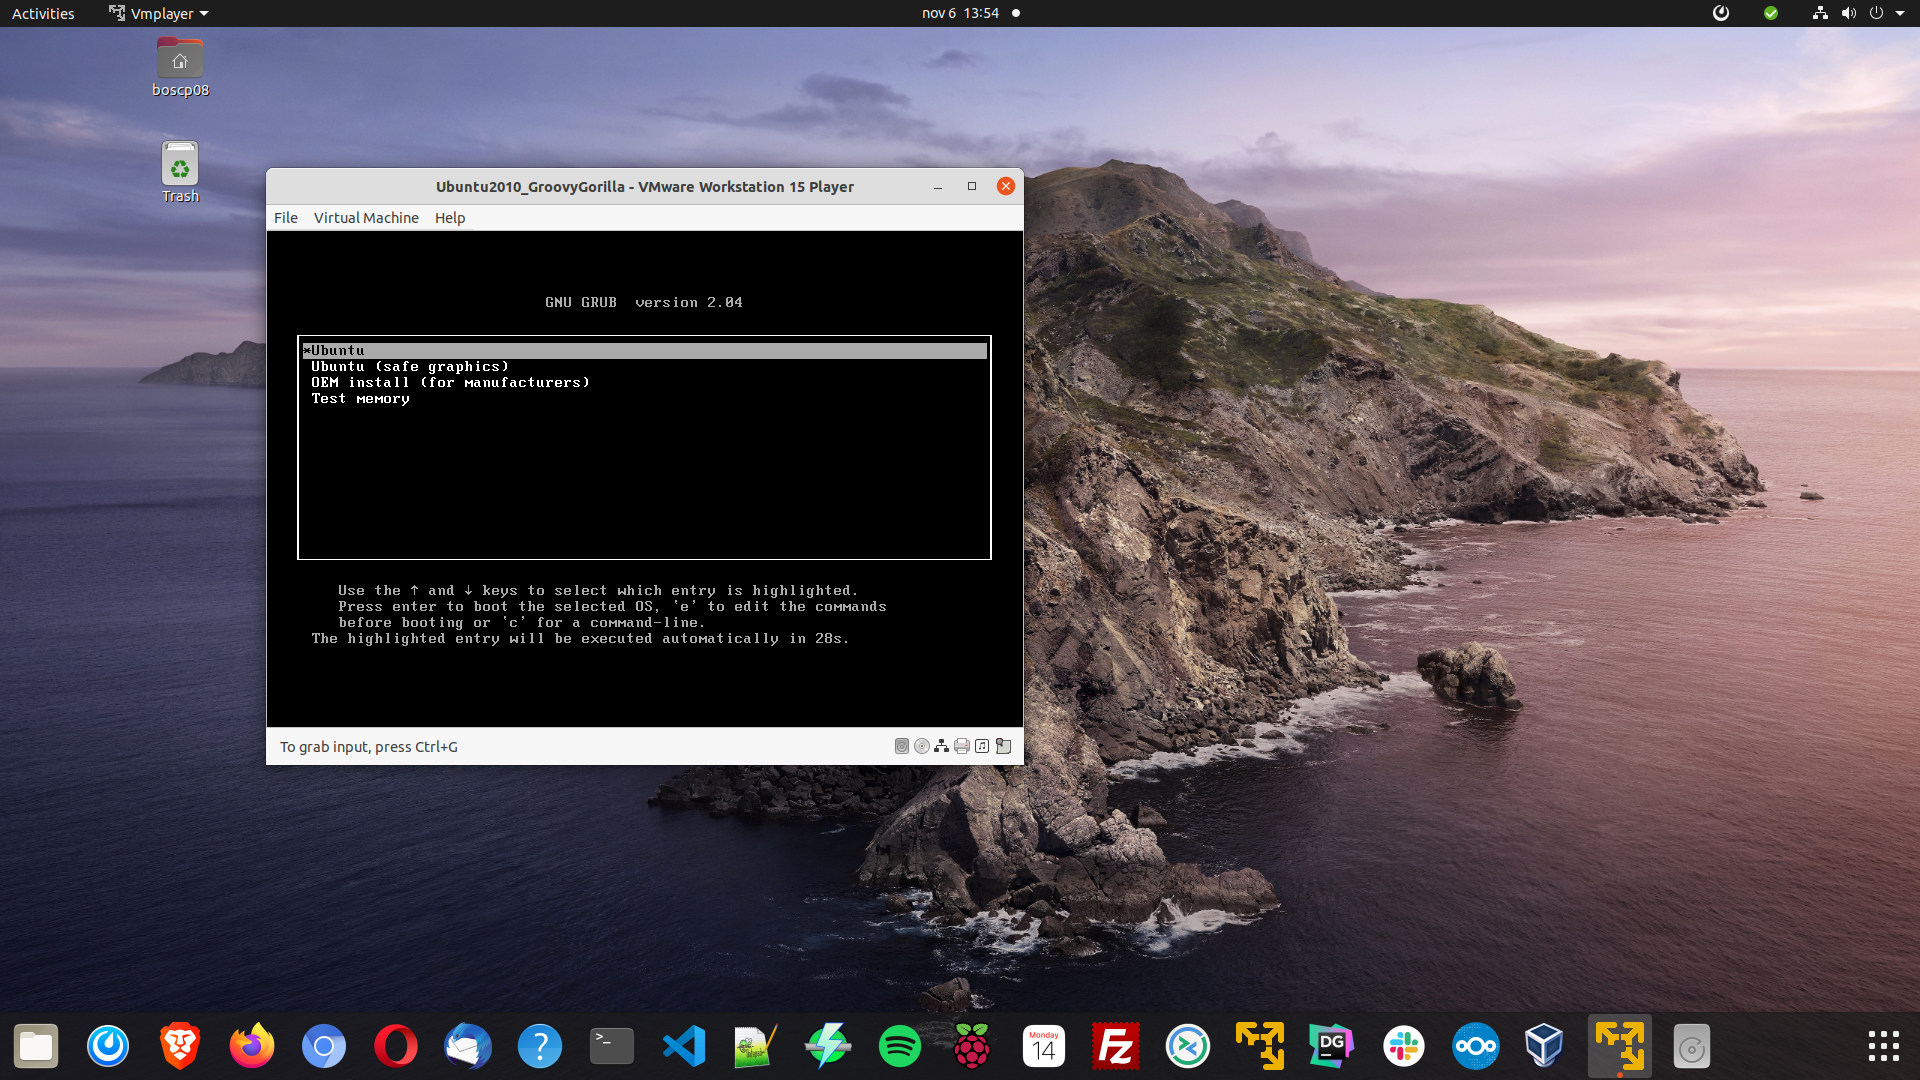 Activities
Vmplayer
nov 6 13:54
boscp08
Trash
Ubuntu2010_GroovyGorilla - VMware Workstation 15 Player
File Virtual Machine Help
GNU GRUB version 2.04
*Ubuntu
Ubuntu (safe graphics)
OEM install (for manufacturers)
Test memory
Use the ↑ and ↓ keys to select which entry is highlighted.
Press enter to boot the selected OS, `e' to edit the commands
before booting or `c' for a command-line.
The highlighted entry will be executed automatically in 28s.
To grab input, press Ctrl+G
?
>_
Monday
14
Fz
DG